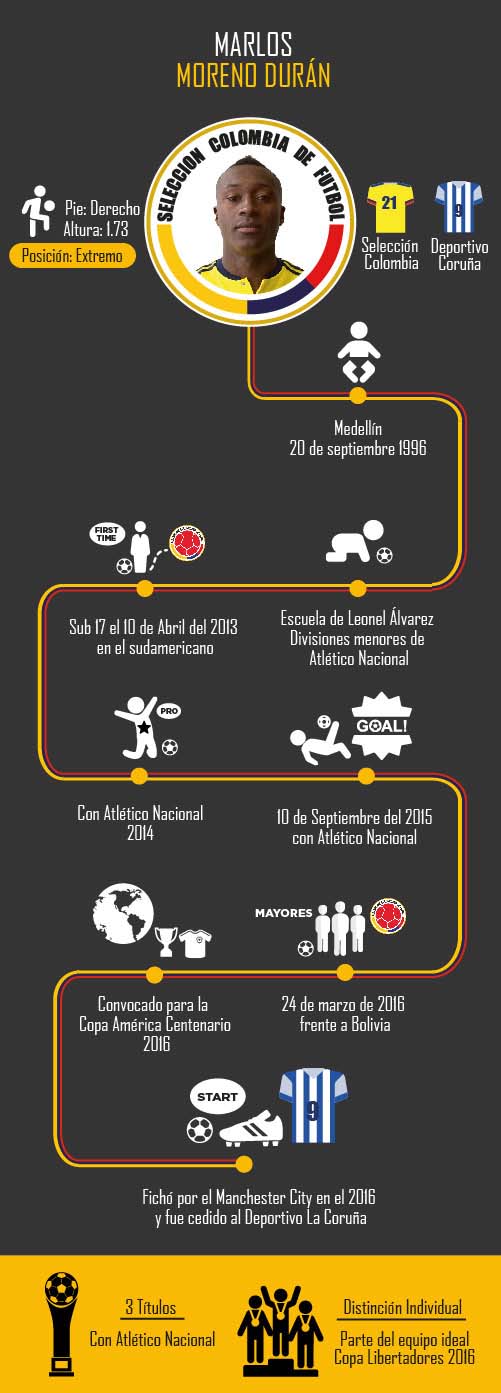 MARLOS
MORENO DURÁN
SELECCION COLOMBIA DE FUTBOL
Pie: Derecho
Altura: 1.73
Posición: Extremo
21
Selección
Colombia
9
Deportivo
Coruña
Medellín
20 de septiembre 1996
FIRST
TIME
Sub 17 el 10 de Abril del 2013
en el sudamericano
Escuela de Leonel Álvarez
Divisiones menores de
Atlético Nacional
PRO
Con Atlético Nacional
2014
GOAL!
10 de Septiembre del 2015
con Atlético Nacional
Convocado para la
Copa América Centenario
2016
MAYORES
24 de marzo de 2016
frente a Bolivia
START
9
Fichó por el Manchester City en el 2016
y fue cedido al Deportivo La Coruña
3 Títulos
Con Atlético Nacional
Distinción Individual
Parte del equipo ideal
Copa Libertadores 2016